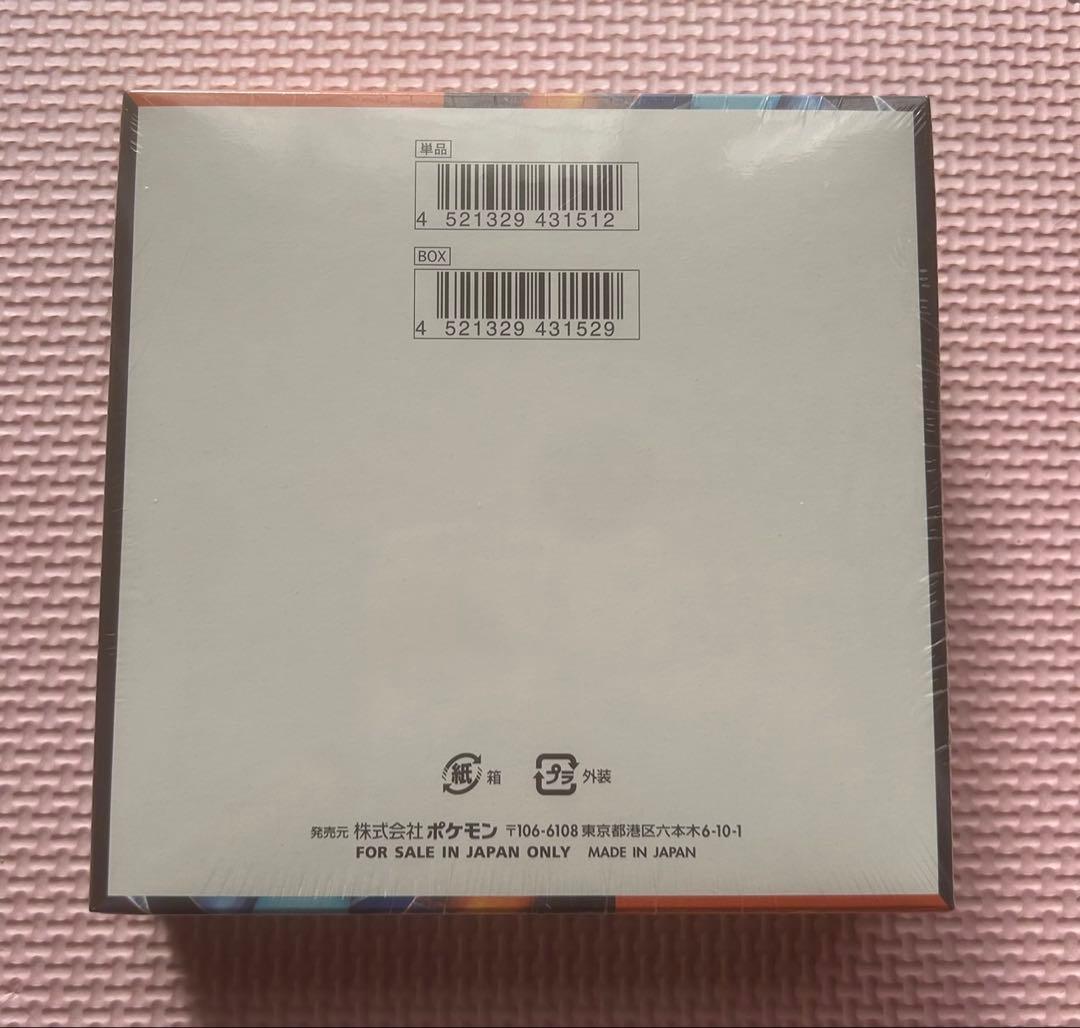 単品
4 521329 431512
BOX
4 521329 431529
紙 箱 プラ 外装
発売元 株式会社ポケモン 〒106-6108 東京都港区六本木6-10-1
FOR SALE IN JAPAN ONLY MADE IN JAPAN